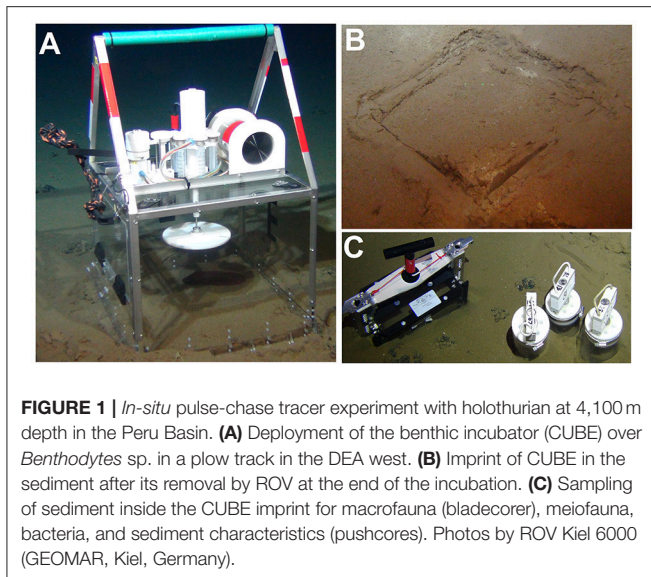 A
B
C
FIGURE 1 | In-situ pulse-chase tracer experiment with holothurian at 4,100 m
depth in the Peru Basin. (A) Deployment of the benthic incubator (CUBE) over
Benthodytes sp. in a plow track in the DEA west. (B) Imprint of CUBE in the
sediment after its removal by ROV at the end of the incubation. (C) Sampling
of sediment inside the CUBE imprint for macrofauna (bladecorer), meiofauna,
bacteria, and sediment characteristics (pushcores). Photos by ROV Kiel 6000
(GEOMAR, Kiel, Germany).